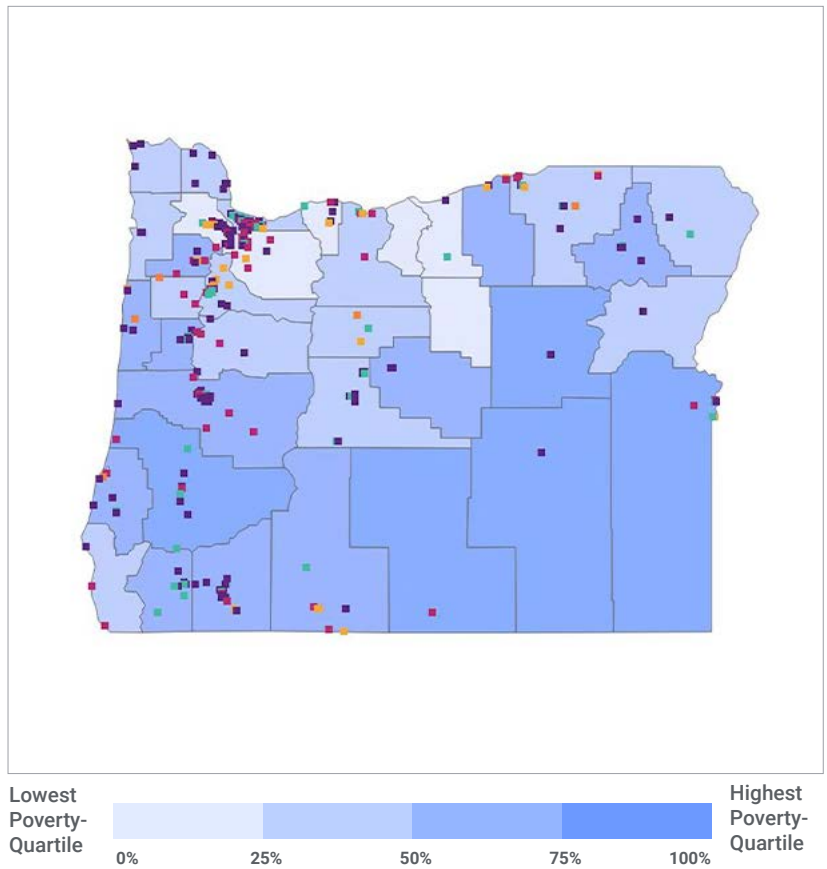 Lowest
Poverty-
Quartile
0%
25%
50%
75%
100%
Highest
Poverty-
Quartile